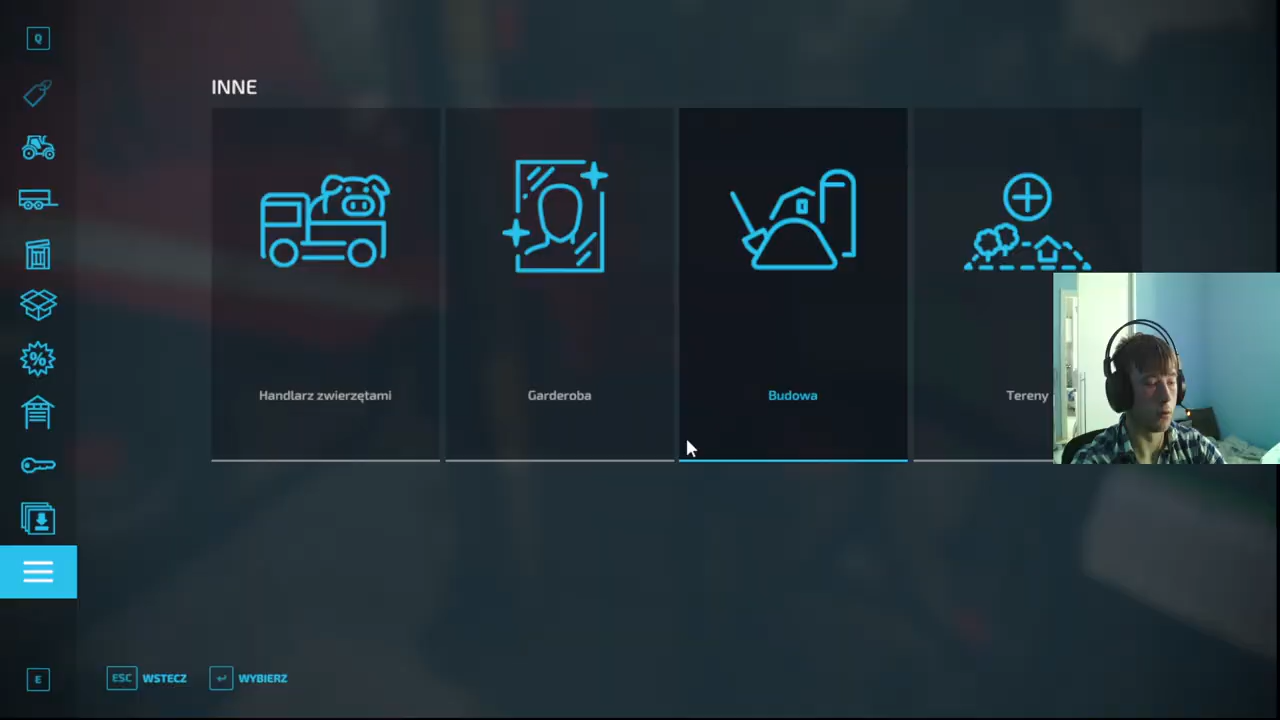 Q
INNE
%
Handlarz zwierzętami
Garderoba
Budowa
Tereny
E
ESC WSTECZ
WYBIERZ